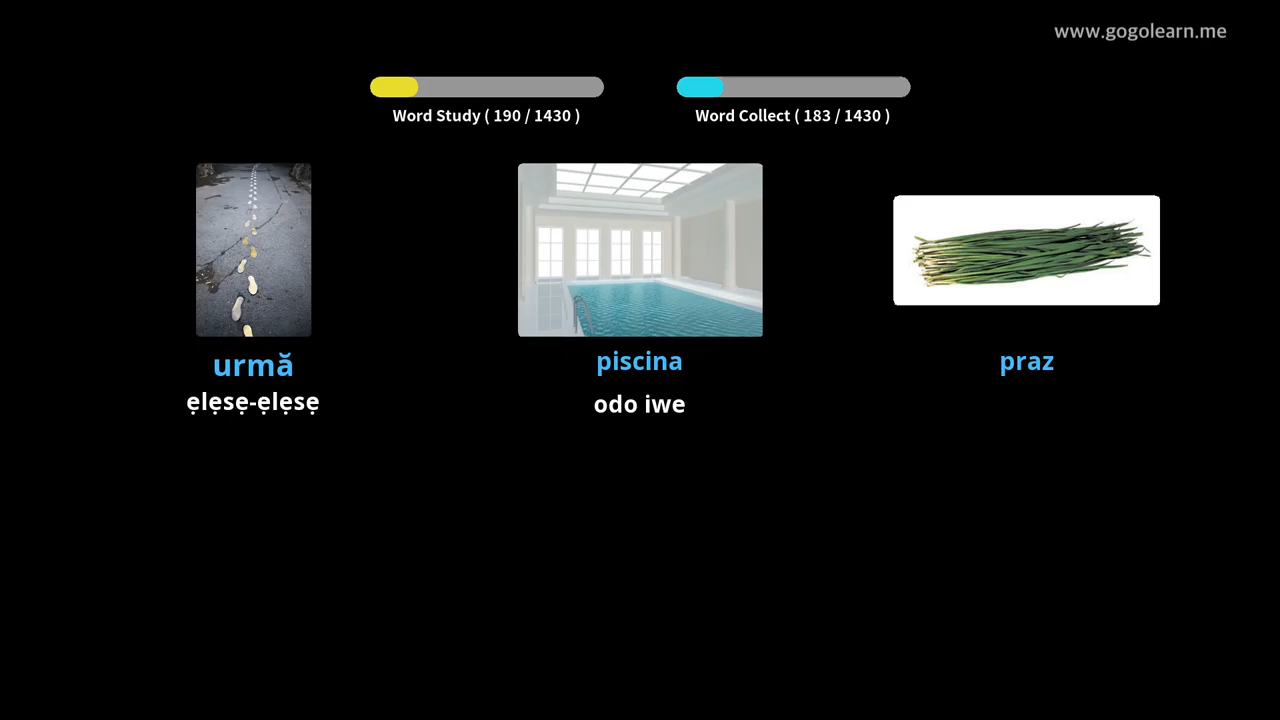 www.gogolearn.me
Word Study ( 190 / 1430 )
Word Collect ( 183 / 1430 )
urmă
piscina
praz
ẹlẹsẹ-ẹlẹsẹ
odo iwe